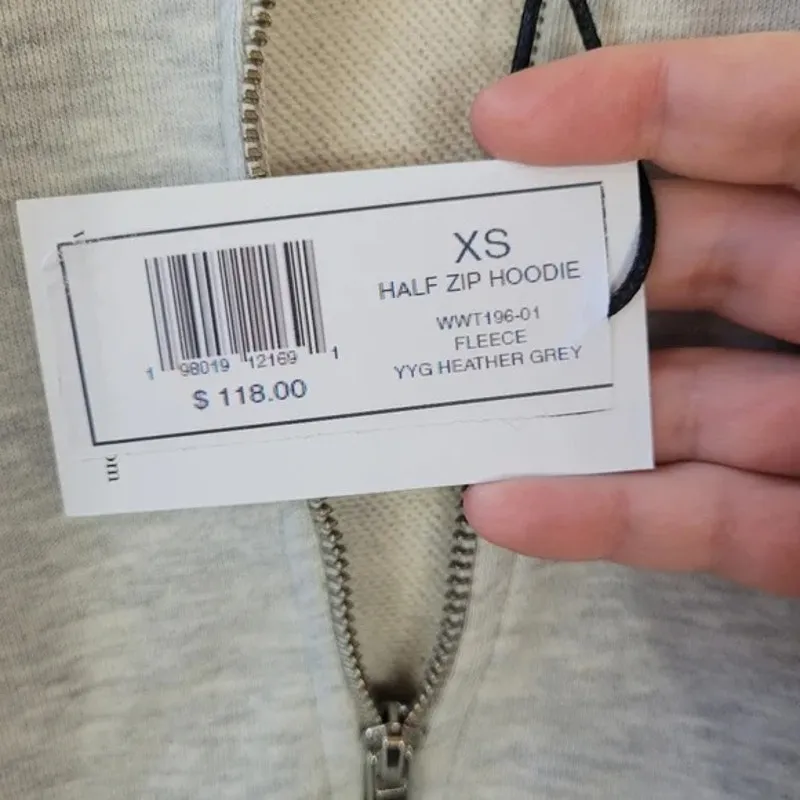 XS
HALF ZIP HOODIE
WWT196-01
FLEECE
YYG HEATHER GREY
1 98019 12169 1
$ 118.00